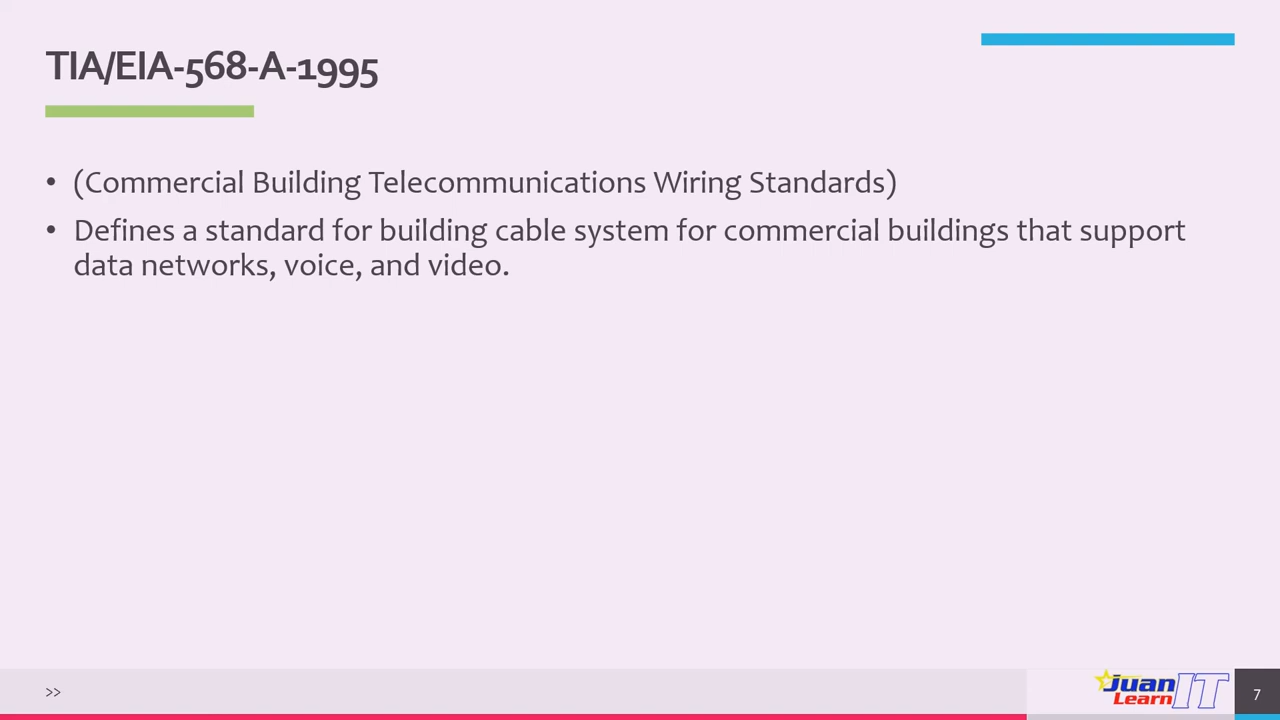 TIA/EIA-568-A-1995
• (Commercial Building Telecommunications Wiring Standards)
• Defines a standard for building cable system for commercial buildings that support
data networks, voice, and video.
>>
Juan
Learn
IT
7